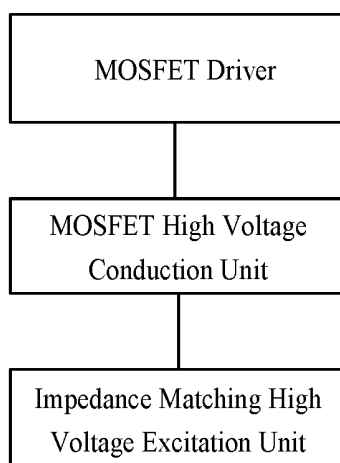 MOSFET Driver
MOSFET High Voltage
Conduction Unit
Impedance Matching High
Voltage Excitation Unit